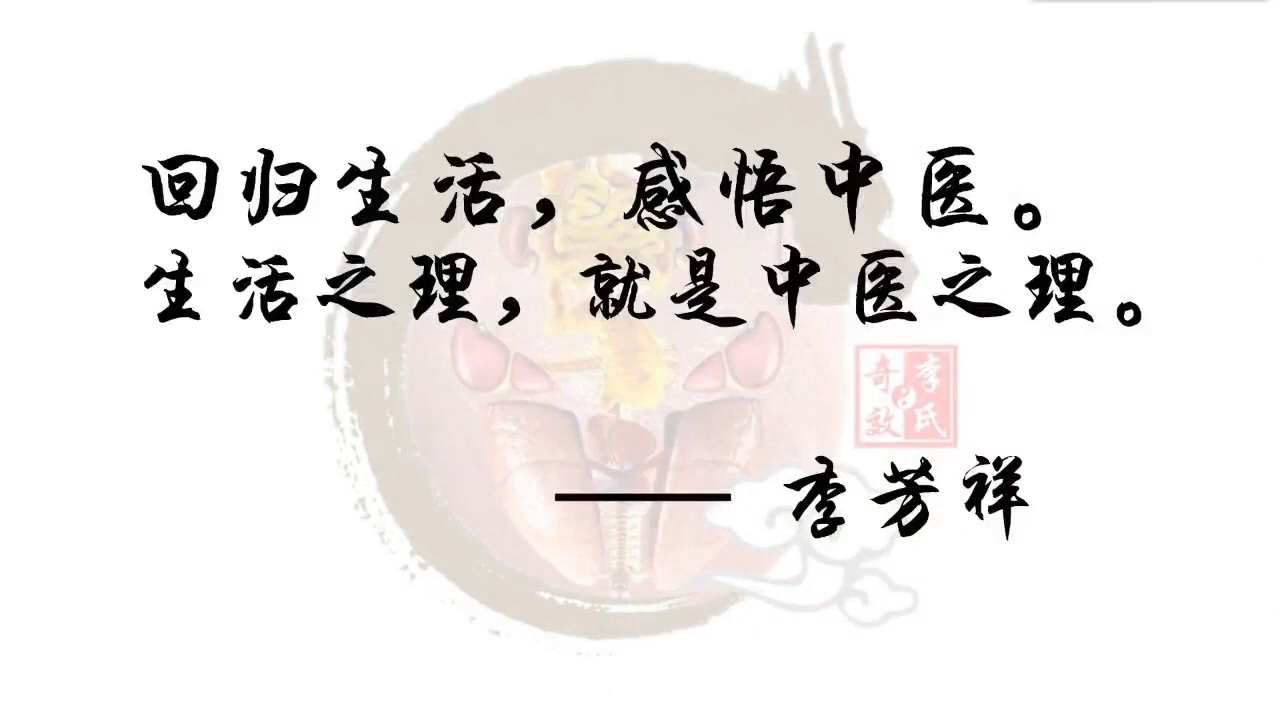 回归生活，感悟中医。
生活之理，就是中医之理。
李氏奇效
—— 李芳祥